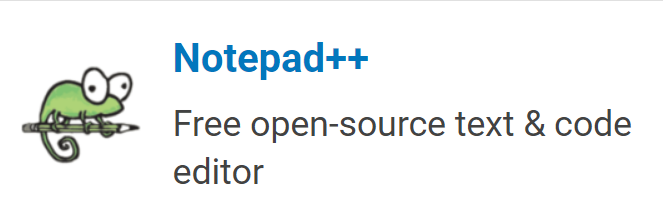 Notepad++
Free open-source text & code
editor